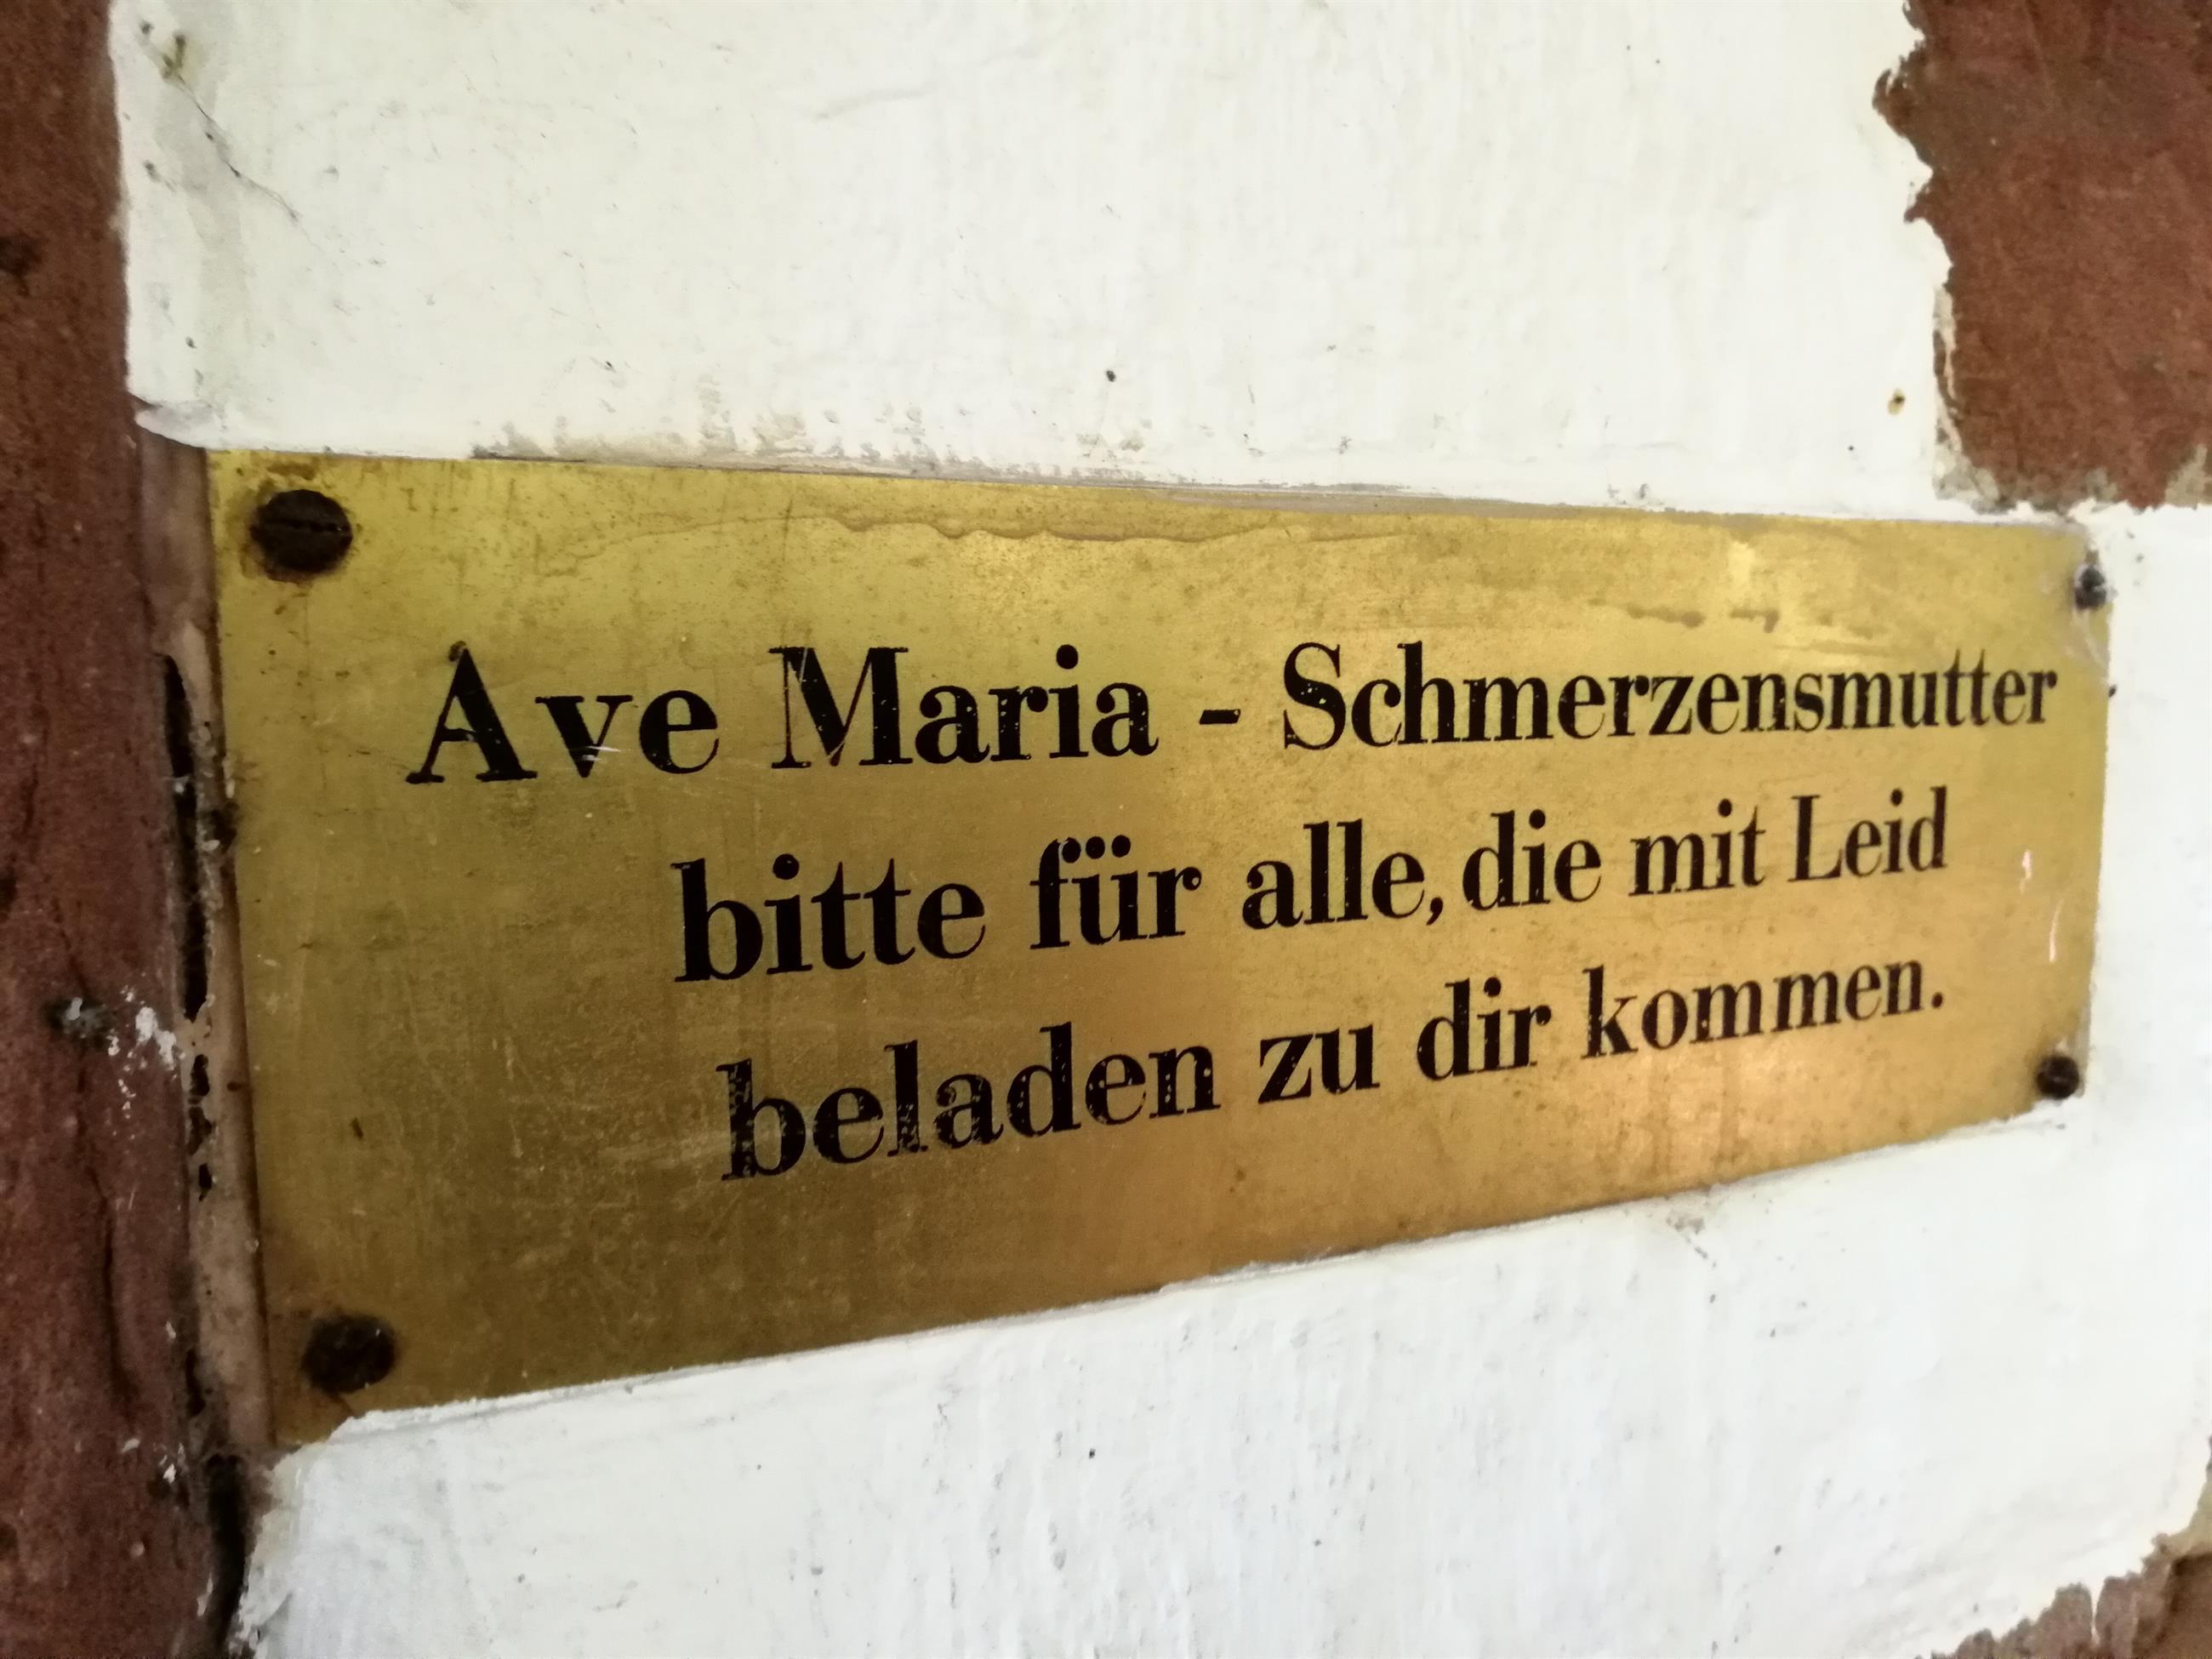 Ave Maria - Schmerzensmutter
bitte für alle, die mit Leid
beladen zu dir kommen.